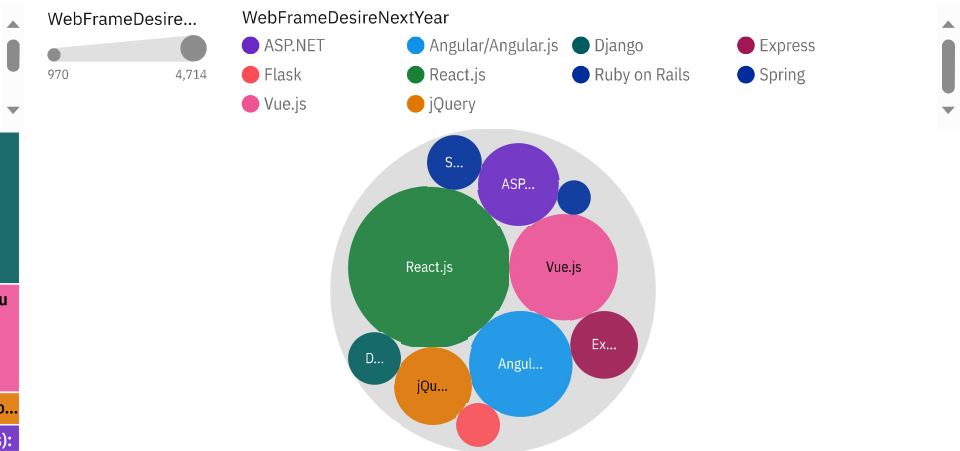 WebFrameDesire...
970 4,714
WebFrameDesireNextYear
ASP.NET Angular/Angular.js Django Express
Flask React.js Ruby on Rails Spring
Vue.js jQuery
S...
ASP...
React.js
Vue.js
Ex...
D...
Angul...
jQu...
u
o...
s):